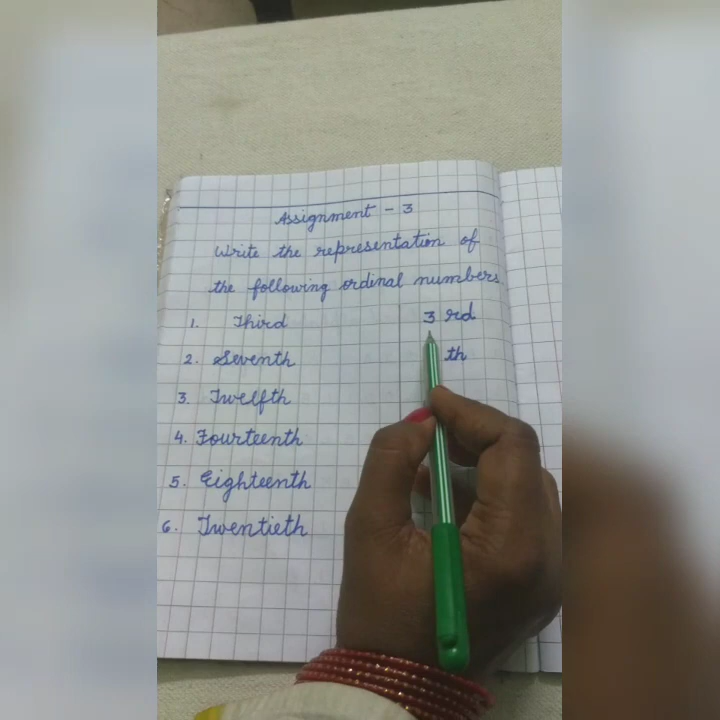 Assignment - 3
Write the representation of
the following ordinal numbers
1. Third 3 rd
2. Seventh th
3. Twelfth
4. Fourteenth
5. Eighteenth
6. Twentieth